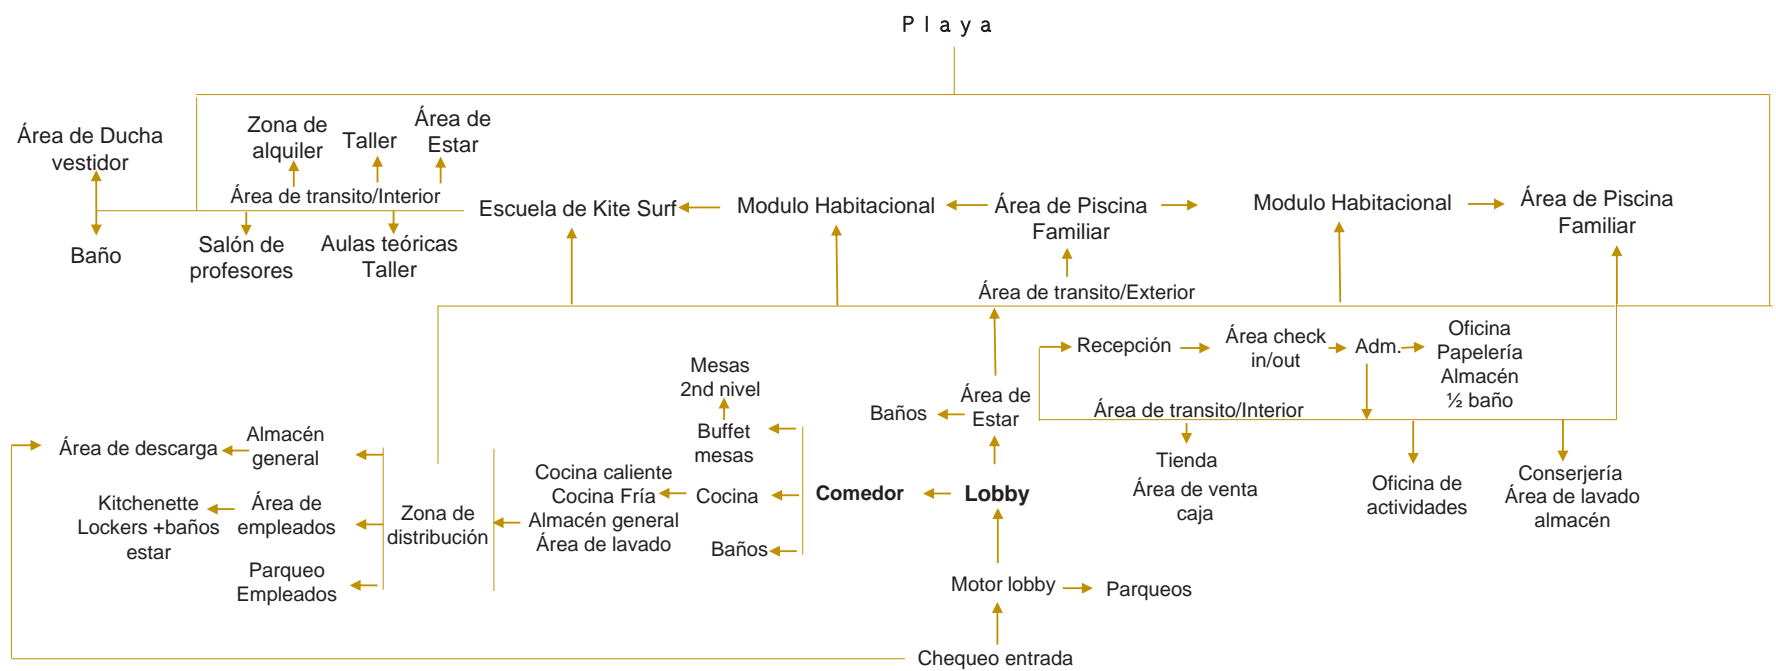 Playa
Área de Ducha
vestidor
Zona de
alquiler
Taller
Área de
Estar
Área de transito/Interior
Baño
Salón de
profesores
Aulas teóricas
Taller
Escuela de Kite Surf
Modulo Habitacional
Área de Piscina
Familiar
Modulo Habitacional
Área de Piscina
Familiar
Área de transito/Exterior
Recepción
Área check
in/out
Adm.
Oficina
Papelería
Almacén
½ baño
Área de transito/Interior
Tienda
Área de venta
caja
Oficina de
actividades
Conserjería
Área de lavado
almacén
Mesas
2nd nivel
Baños
Área de
Estar
Buffet
mesas
Cocina
Baños
Comedor
Lobby
Cocina caliente
Cocina Fría
Almacén general
Área de lavado
Zona de
distribución
Área de descarga
Almacén
general
Kitchenette
Lockers +baños
estar
Área de
empleados
Parqueo
Empleados
Motor lobby
Parqueos
Chequeo entrada